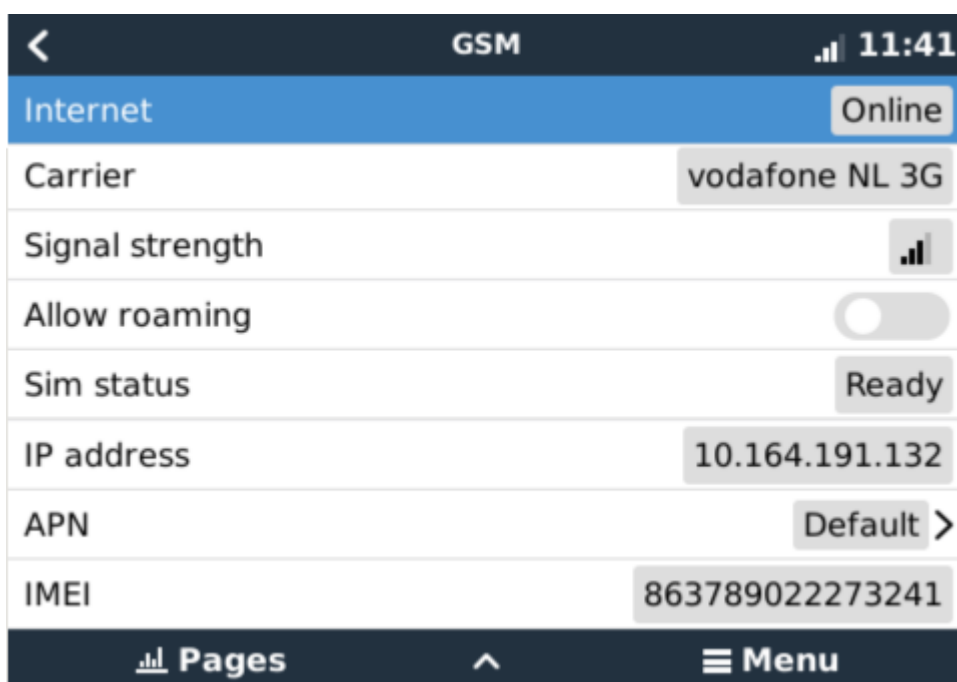 GSM 11:41
Internet Online
Carrier vodafone NL 3G
Signal strength
Allow roaming
Sim status Ready
IP address 10.164.191.132
APN Default
IMEI 863789022273241
Pages Menu